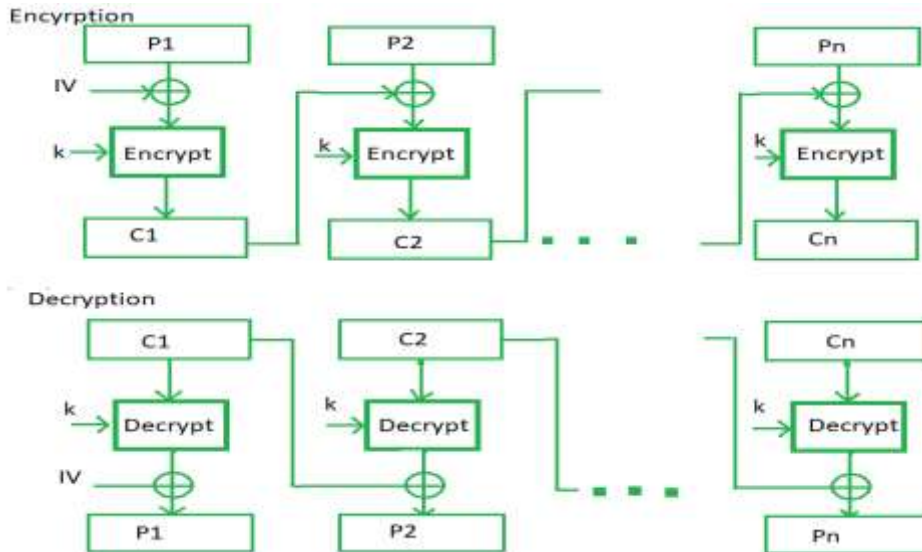 Encyrption
P1 P2 Pn
IV
k Encrypt k Encrypt k Encrypt
C1 C2 Cn
Decryption
C1 C2 Cn
k Decrypt k Decrypt k Decrypt
IV
P1 P2 Pn